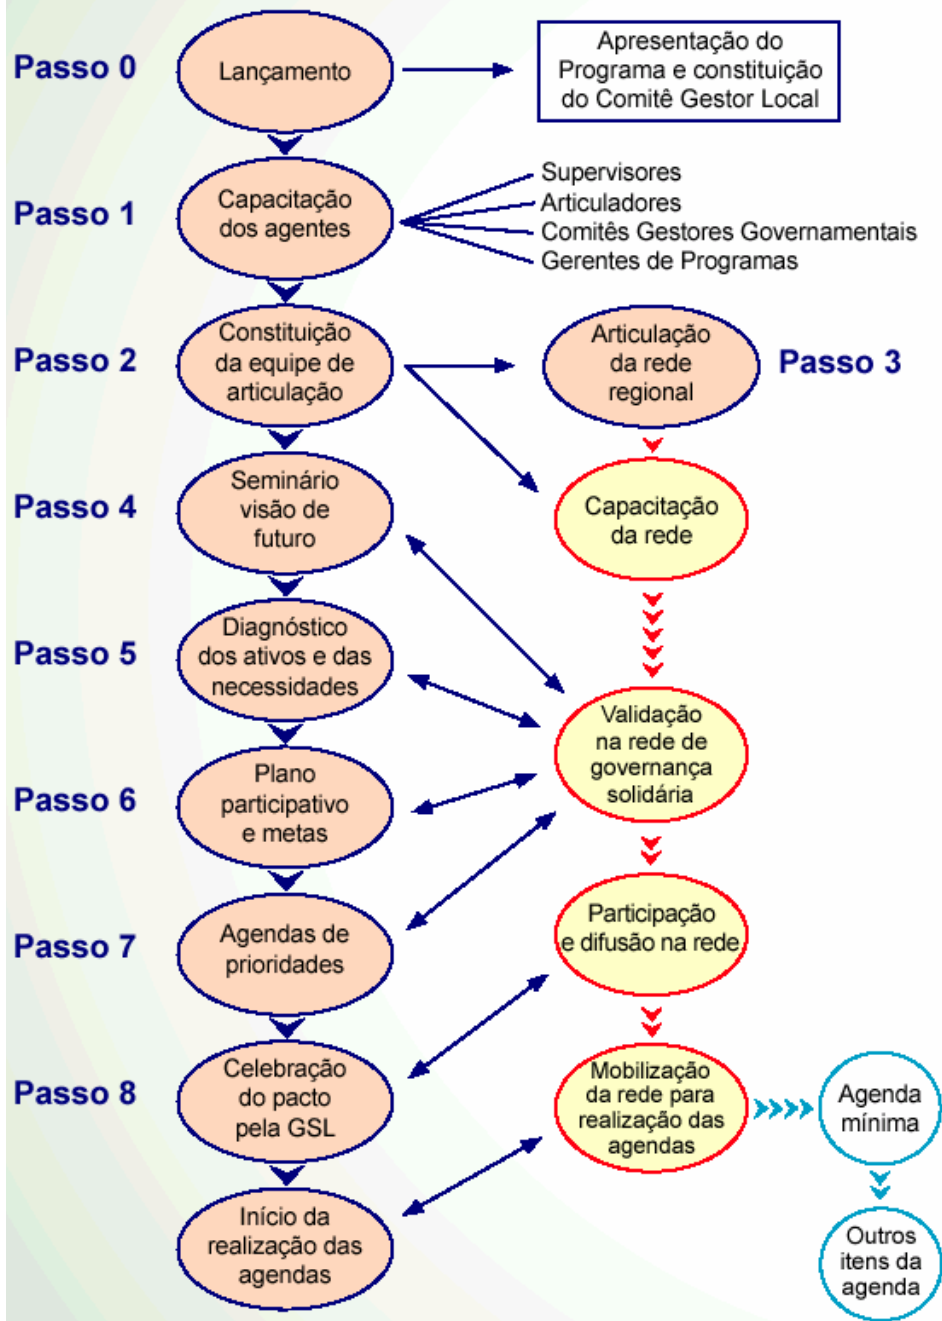 Passo 0
Lançamento
Apresentação do
Programa e constituição
do Comitê Gestor Local
Passo 1
Capacitação
dos agentes
Supervisores
Articuladores
Comitês Gestores Governamentais
Gerentes de Programas
Passo 2
Constituição
da equipe de
articulação
Articulação
da rede
regional
Passo 3
Passo 4
Seminário
visão de
futuro
Capacitação
da rede
Passo 5
Diagnóstico
dos ativos e das
necessidades
Validação
na rede de
governança
solidária
Passo 6
Plano
participativo
e metas
Passo 7
Agendas de
prioridades
Participação
e difusão na rede
Passo 8
Celebração
do pacto
pela GSL
Mobilização
da rede para
realização das
agendas
Agenda
mínima
Início da
realização das
agendas
Outros
itens da
agenda